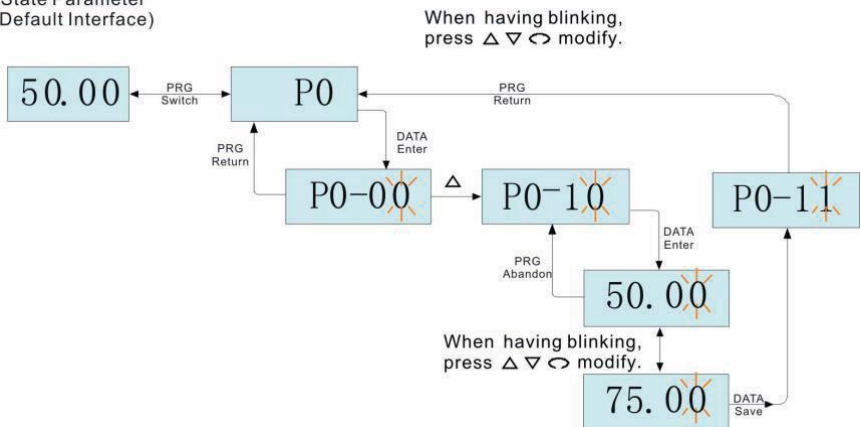 State Parameter
Default Interface)
When having blinking,
press △ ▽ modify.
50.00
PRG
Switch
P0
PRG
Return
PRG
Return
DATA
Enter
P0-00
△
P0-10
P0-11
DATA
Enter
PRG
Abandon
50.00
When having blinking,
press △ ▽ modify.
75.00
DATA
Save